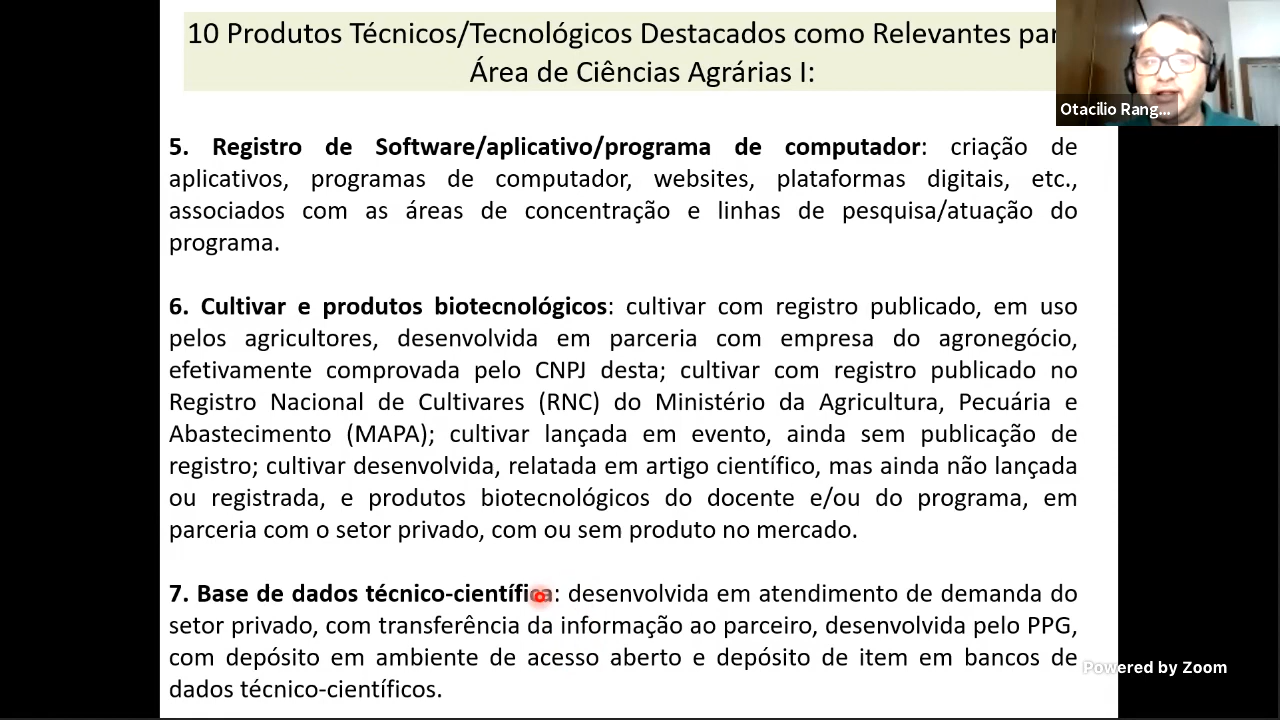 10 Produtos Técnicos/Tecnológicos Destacados como Relevantes
Área de Ciências Agrárias I:
Otacilio Rang...
5. Registro de Software/aplicativo/programa de computador: criação de
aplicativos, programas de computador, websites, plataformas digitais, etc.,
associados com as áreas de concentração e linhas de pesquisa/atuação do
programa.
6. Cultivar e produtos biotecnológicos: cultivar com registro publicado, em uso
pelos agricultores, desenvolvida em parceria com empresa do agronegócio,
efetivamente comprovada pelo CNPJ desta; cultivar com registro publicado no
Registro Nacional de Cultivares (RNC) do Ministério da Agricultura, Pecuária e
Abastecimento (MAPA); cultivar lançada em evento, ainda sem publicação de
registro; cultivar desenvolvida, relatada em artigo científico, mas ainda não lançada
ou registrada, e produtos biotecnológicos do docente e/ou do programa, em
parceria com o setor privado, com ou sem produto no mercado.
7. Base de dados técnico-científica: desenvolvida em atendimento de demanda do
setor privado, com transferência da informação ao parceiro, desenvolvida pelo PPG,
com depósito em ambiente de acesso aberto e depósito de item em bancos de
dados técnico-científicos.
Powered by Zoom